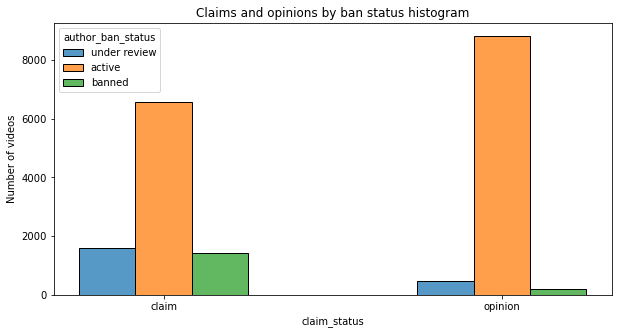 Claims and opinions by ban status histogram
author_ban_status
under review
active
banned
Number of videos
8000
6000
4000
2000
0
claim
opinion
claim_status